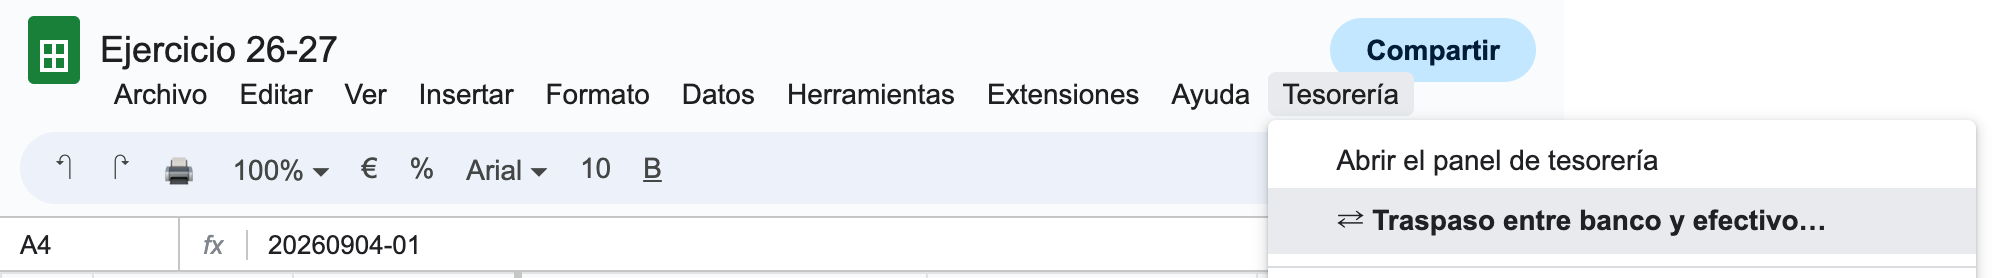 Ejercicio 26-27
Compartir
Archivo Editar Ver Insertar Formato Datos Herramientas Extensiones Ayuda Tesorería
100% € % Arial 10 B
Abrir el panel de tesorería
⇄ Traspaso entre banco y efectivo…
A4 fx 20260904-01